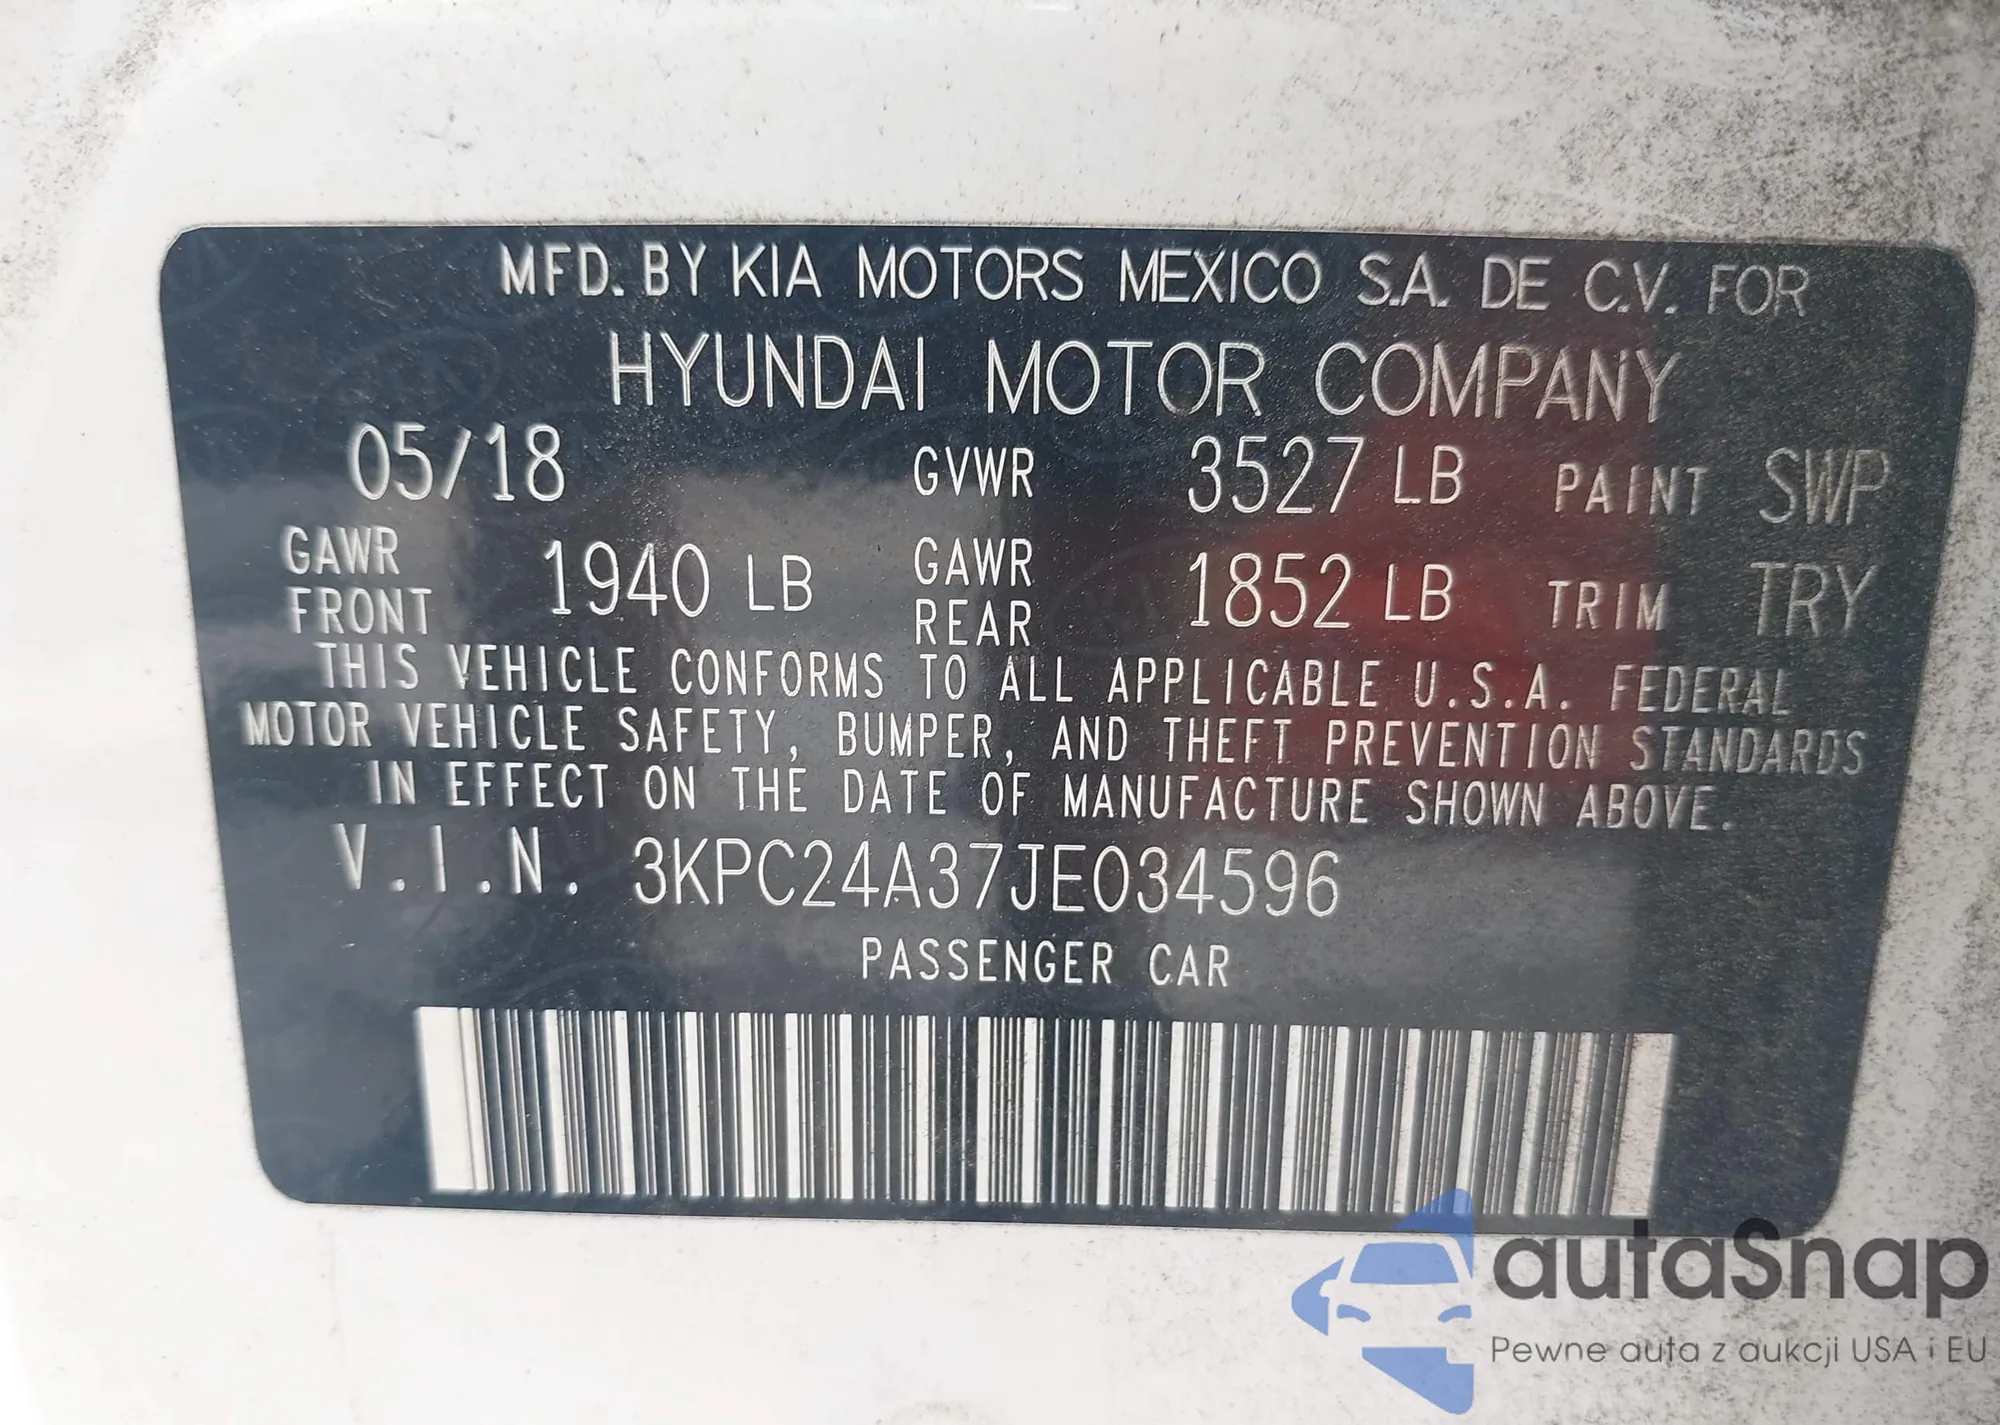 MFD. BY KIA MOTORS MEXICO S.A. DE C.V. FOR
HYUNDAI MOTOR COMPANY
05/18 GVWR 3527 LB PAINT SWP
GAWR FRONT 1940 LB GAWR REAR 1852 LB TRIM TRY
THIS VEHICLE CONFORMS TO ALL APPLICABLE U.S.A. FEDERAL
MOTOR VEHICLE SAFETY, BUMPER, AND THEFT PREVENTION STANDARDS
IN EFFECT ON THE DATE OF MANUFACTURE SHOWN ABOVE.
V.I.N. 3KPC24A37JE034596
PASSENGER CAR
autaSnap
Pewne auta z aukcji USA i EU